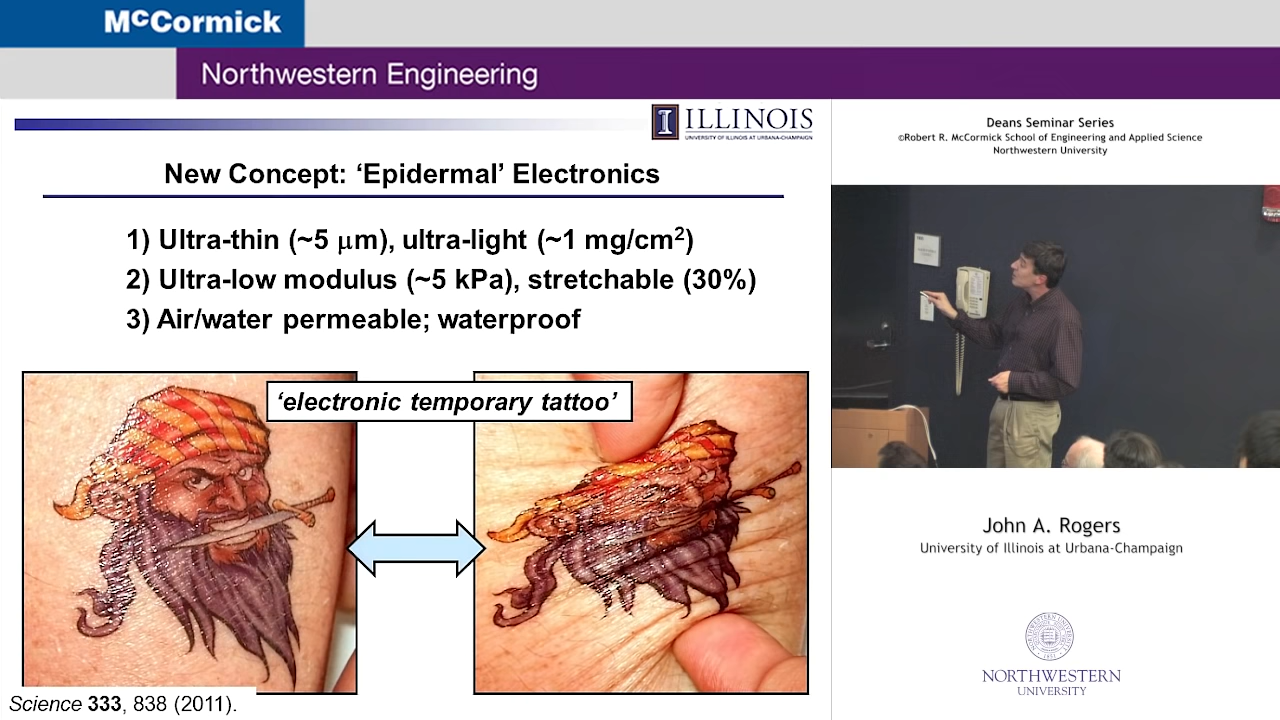 McCormick
Northwestern Engineering
ILLINOIS
UNIVERSITY OF ILLINOIS AT URBANA-CHAMPAIGN
New Concept: ‘Epidermal’ Electronics
1) Ultra-thin (~5 μm), ultra-light (~1 mg/cm²)
2) Ultra-low modulus (~5 kPa), stretchable (30%)
3) Air/water permeable; waterproof
‘electronic temporary tattoo’
Science 333, 838 (2011).
Deans Seminar Series
©Robert R. McCormick School of Engineering and Applied Science
Northwestern University
John A. Rogers
University of Illinois at Urbana-Champaign
NORTHWESTERN
UNIVERSITY